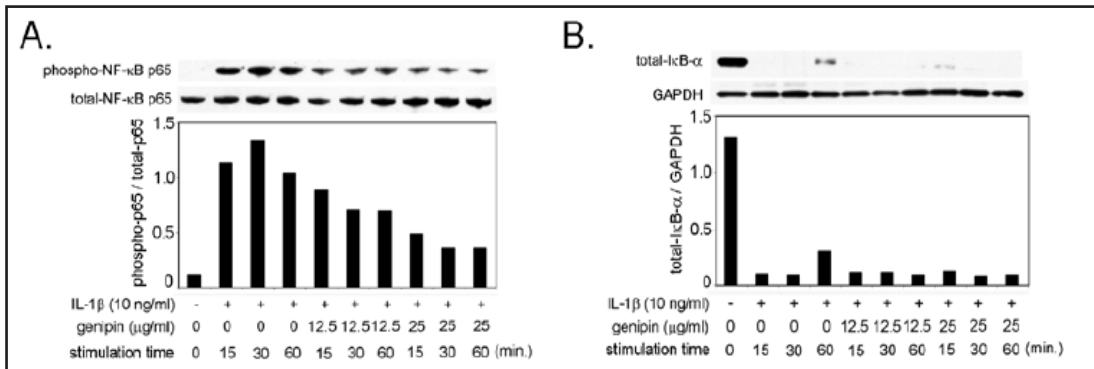 A.
phospho-NF-κB p65
total-NF-κB p65
phospho-p65 / total-p65
1.5
1.0
0.5
0
IL-1β (10 ng/ml) - + + + + + + + + +
genipin (μg/ml) 0 0 0 0 12.5 12.5 12.5 25 25 25
stimulation time 0 15 30 60 15 30 60 15 30 60 (min.)
B.
total-IκB-α
GAPDH
total-IκB-α / GAPDH
1.5
1.0
0.5
0
IL-1β (10 ng/ml) - + + + + + + + + +
genipin (μg/ml) 0 0 0 0 12.5 12.5 12.5 25 25 25
stimulation time 0 15 30 60 15 30 60 15 30 60 (min.)